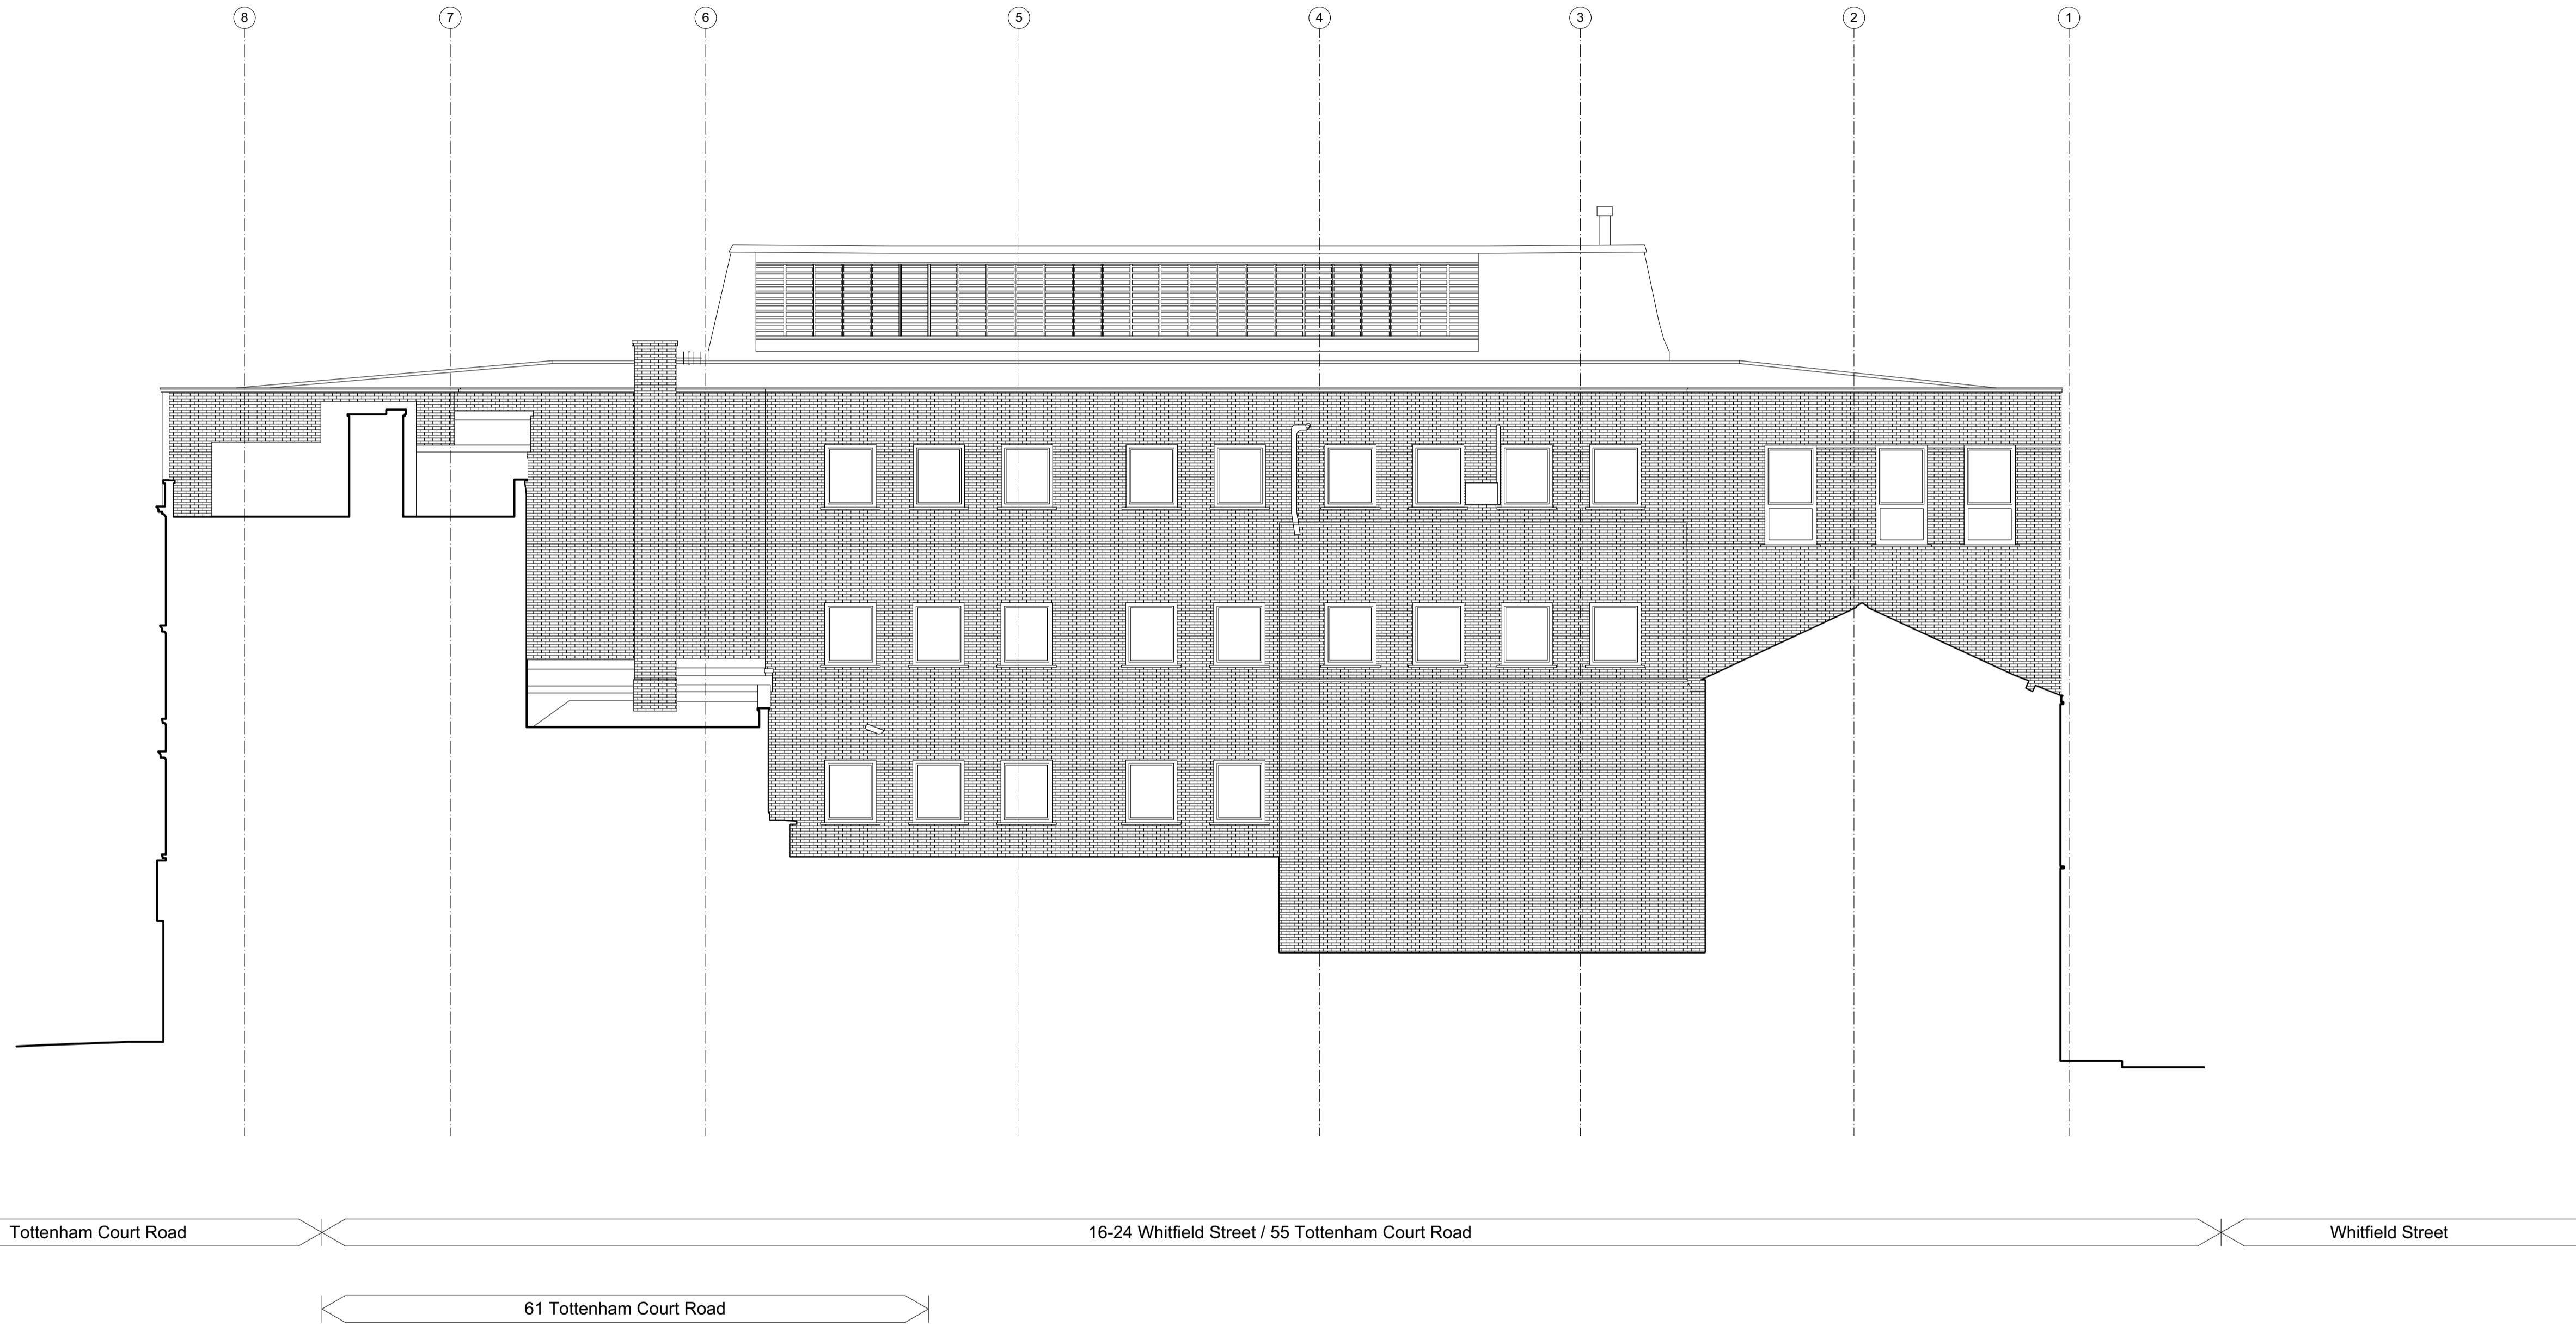 8 7 6 5 4 3 2 1
Tottenham Court Road 16-24 Whitfield Street / 55 Tottenham Court Road Whitfield Street
61 Tottenham Court Road